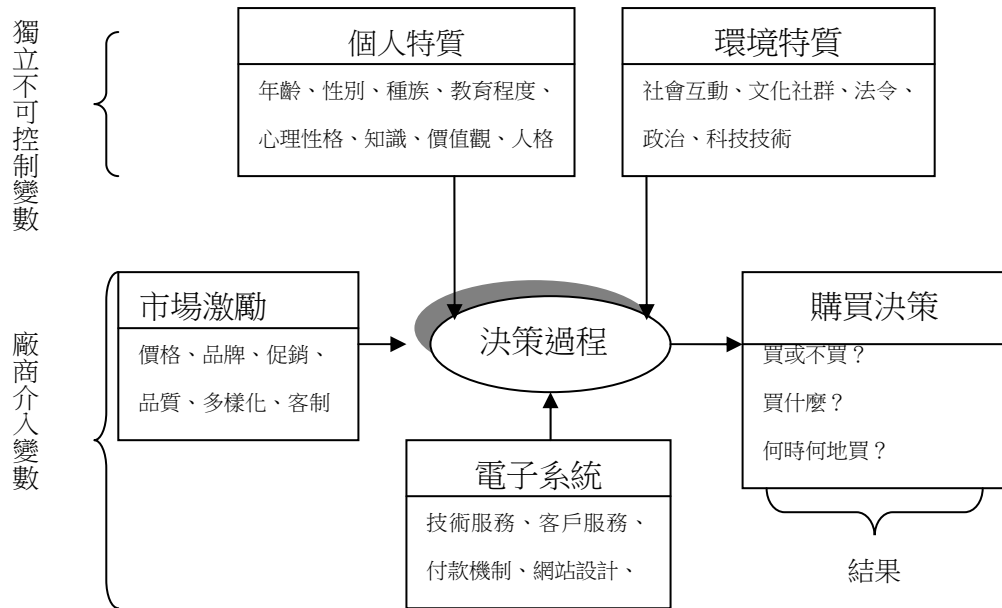 獨立不可控制變數
個人特質
年齡、性別、種族、教育程度、
心理性格、知識、價值觀、人格
環境特質
社會互動、文化社群、法令、
政治、科技技術
廠商介入變數
市場激勵
價格、品牌、促銷、
品質、多樣化、客制
決策過程
購買決策
買或不買？
買什麼？
何時何地買？
電子系統
技術服務、客戶服務、
付款機制、網站設計、
結果